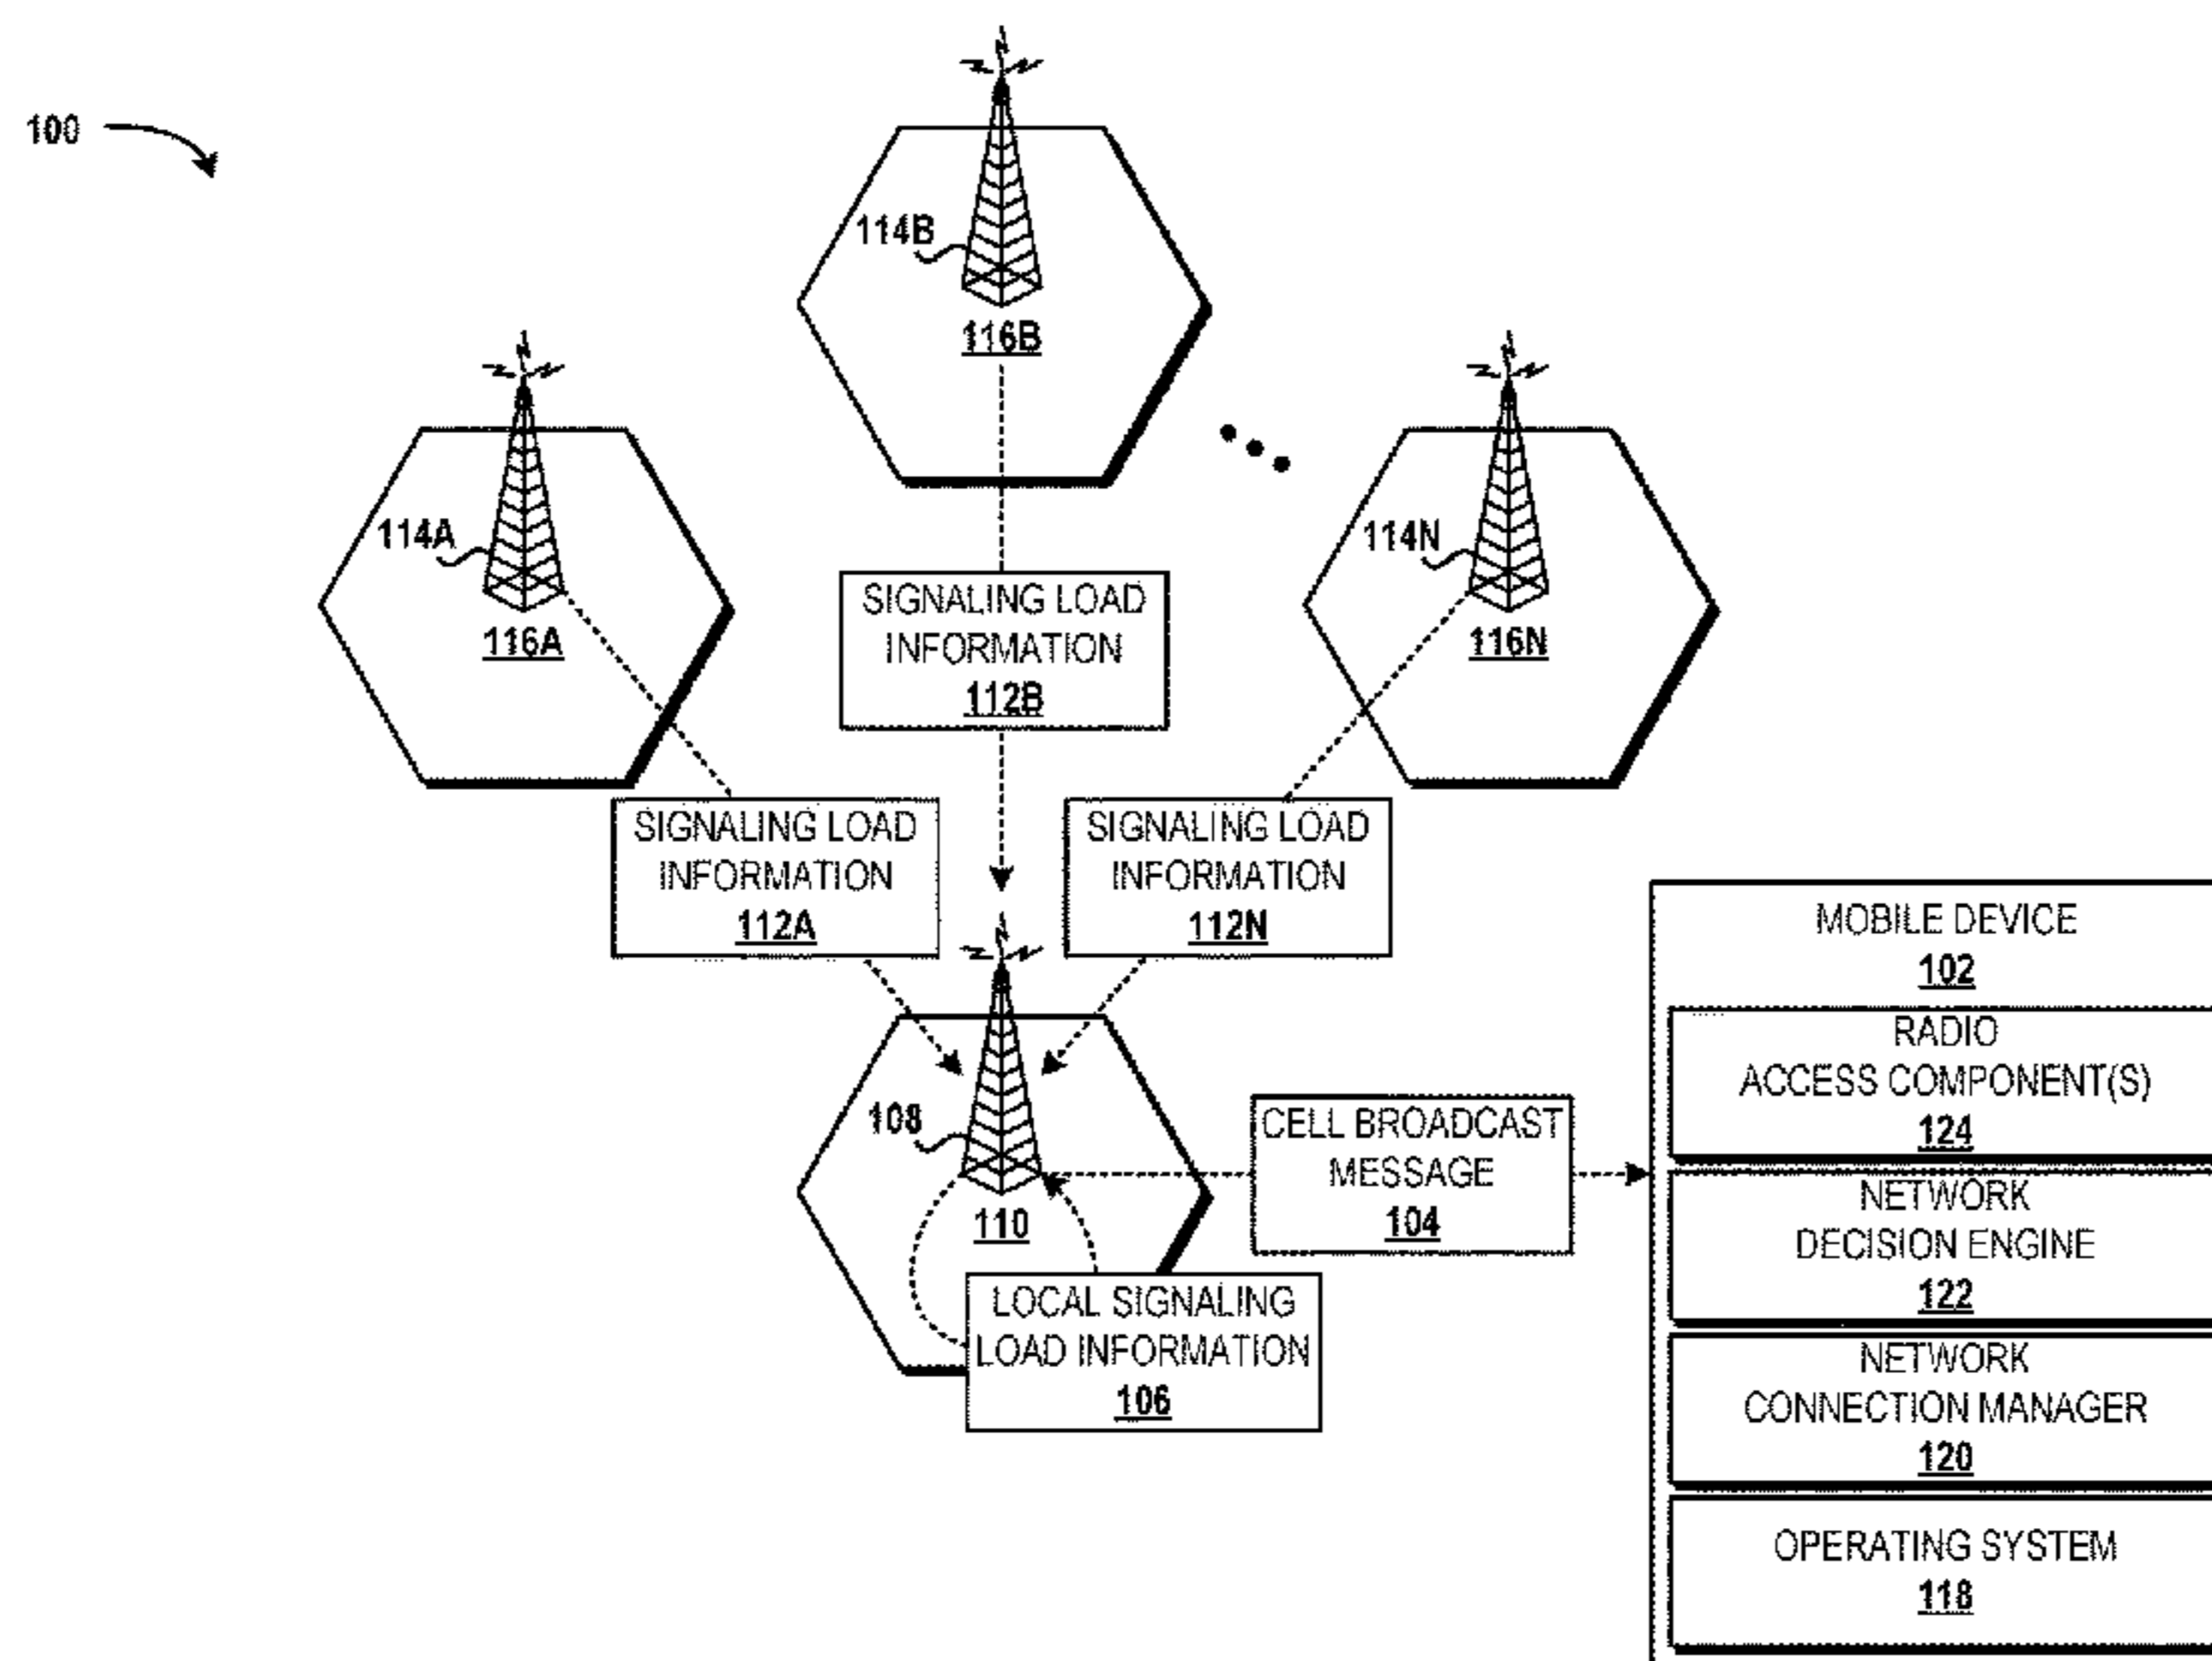 100
114B
116B
114A
116A
114N
116N
SIGNALING LOAD
INFORMATION
112B
SIGNALING LOAD
INFORMATION
112A
SIGNALING LOAD
INFORMATION
112N
108
110
CELL BROADCAST
MESSAGE
104
LOCAL SIGNALING
LOAD INFORMATION
106
MOBILE DEVICE
102
RADIO
ACCESS COMPONENT(S)
124
NETWORK
DECISION ENGINE
122
NETWORK
CONNECTION MANAGER
120
OPERATING SYSTEM
118